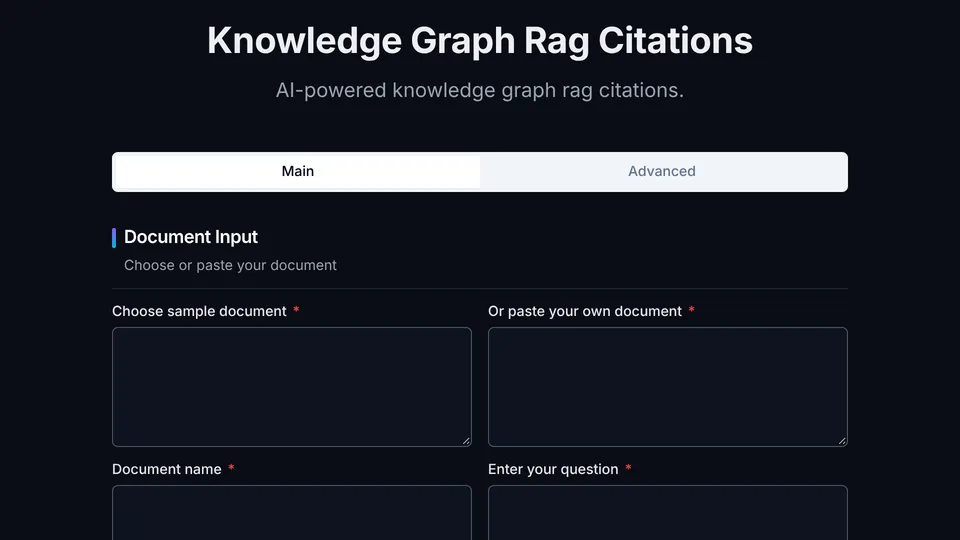 Knowledge Graph Rag Citations
AI-powered knowledge graph rag citations.
Main
Advanced
Document Input
Choose or paste your document
Choose sample document *
Or paste your own document *
Document name *
Enter your question *